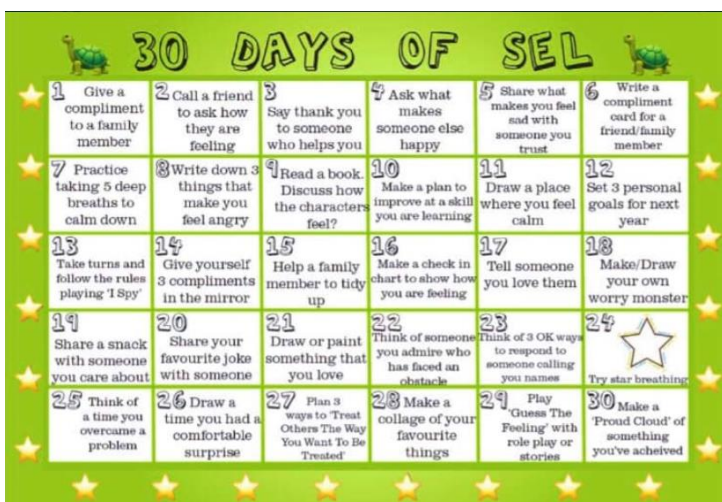 30 DAYS OF SEL
1 Give a
compliment
to a family
member
2 Call a friend
to ask how
they are
feeling
3
Say thank you
to someone
who helps you
4 Ask what
makes
someone else
happy
5 Share what
makes you feel
sad with
someone you
trust
6 Write a
compliment
card for a
friend/family
member
7 Practice
taking 5 deep
breaths to
calm down
8 Write down 3
things that
make you
feel angry
9 Read a book.
Discuss how
the characters
feel?
10
Make a plan to
improve at a skill
you are learning
11
Draw a place
where you feel
calm
12
Set 3 personal
goals for next
year
13
Take turns and
follow the rules
playing 'I Spy'
14
Give yourself
3 compliments
in the mirror
15
Help a family
member to tidy
up
16
Make a check in
chart to show how
you are feeling
17
Tell someone
you love them
18
Make/Draw
your own
worry monster
19
Share a snack
with someone
you care about
20
Share your
favourite joke
with someone
21
Draw or paint
something that
you love
22
Think of someone
you admire who
has faced an
obstacle
23
Think of 3 OK ways
to respond to
someone calling
you names
24
Try star breathing
25 Think of
a time you
overcame a
problem
26 Draw a
time you had a
comfortable
surprise
27 Plan 3
ways to 'Treat
Others The Way
You Want To Be
Treated'
28 Make a
collage of your
favourite
things
29 Play
'Guess The
Feeling' with
role play or
stories
30 Make a
'Proud Cloud' of
something
you've acheived